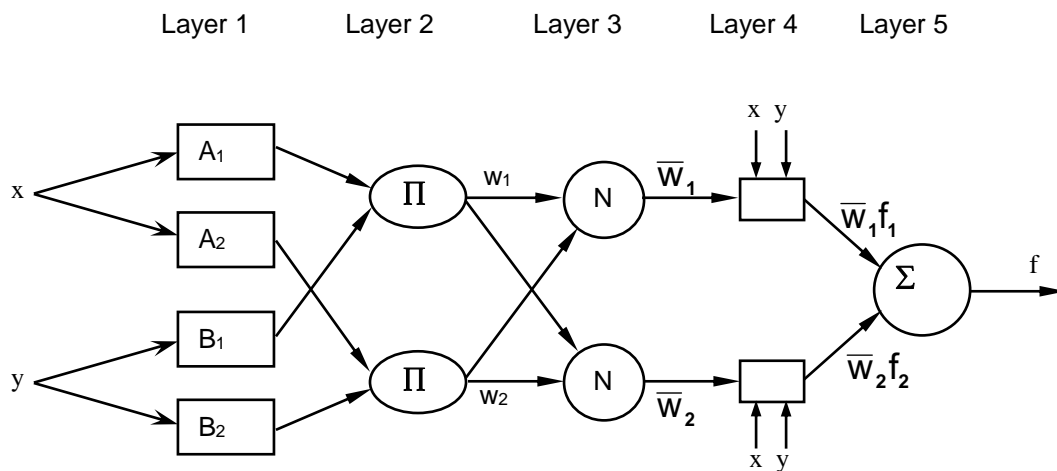 Layer 1 Layer 2 Layer 3 Layer 4 Layer 5
x y
A₁
x
Π w₁ N w̅₁
A₂
w̅₁f₁
Σ f
B₁
y
Π w₂ N w̅₂
w̅₂f₂
B₂
x y